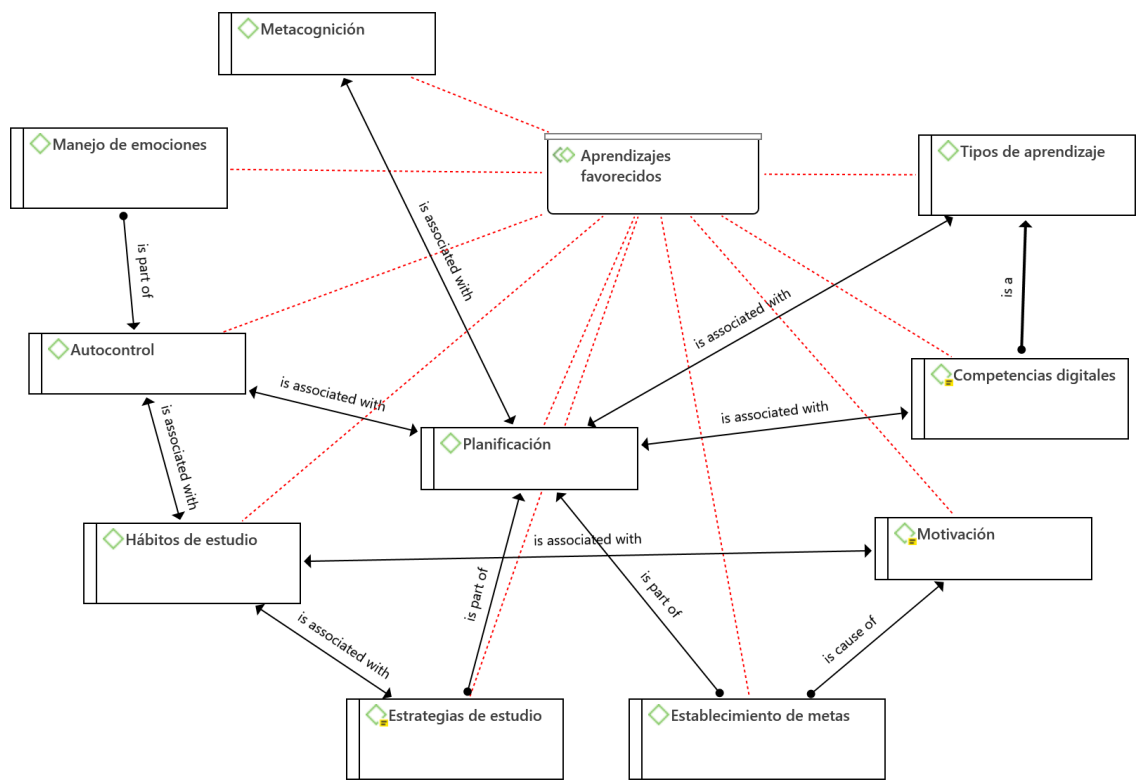 Metacognición
Manejo de emociones
Aprendizajes
favorecidos
Tipos de aprendizaje
is associated with
is part of
is a
is associated with
Autocontrol
Competencias digitales
is associated with
is associated with
is associated with
Planificación
Hábitos de estudio
is associated with
Motivación
is part of
is part of
is associated with
is cause of
Estrategias de estudio
Establecimiento de metas